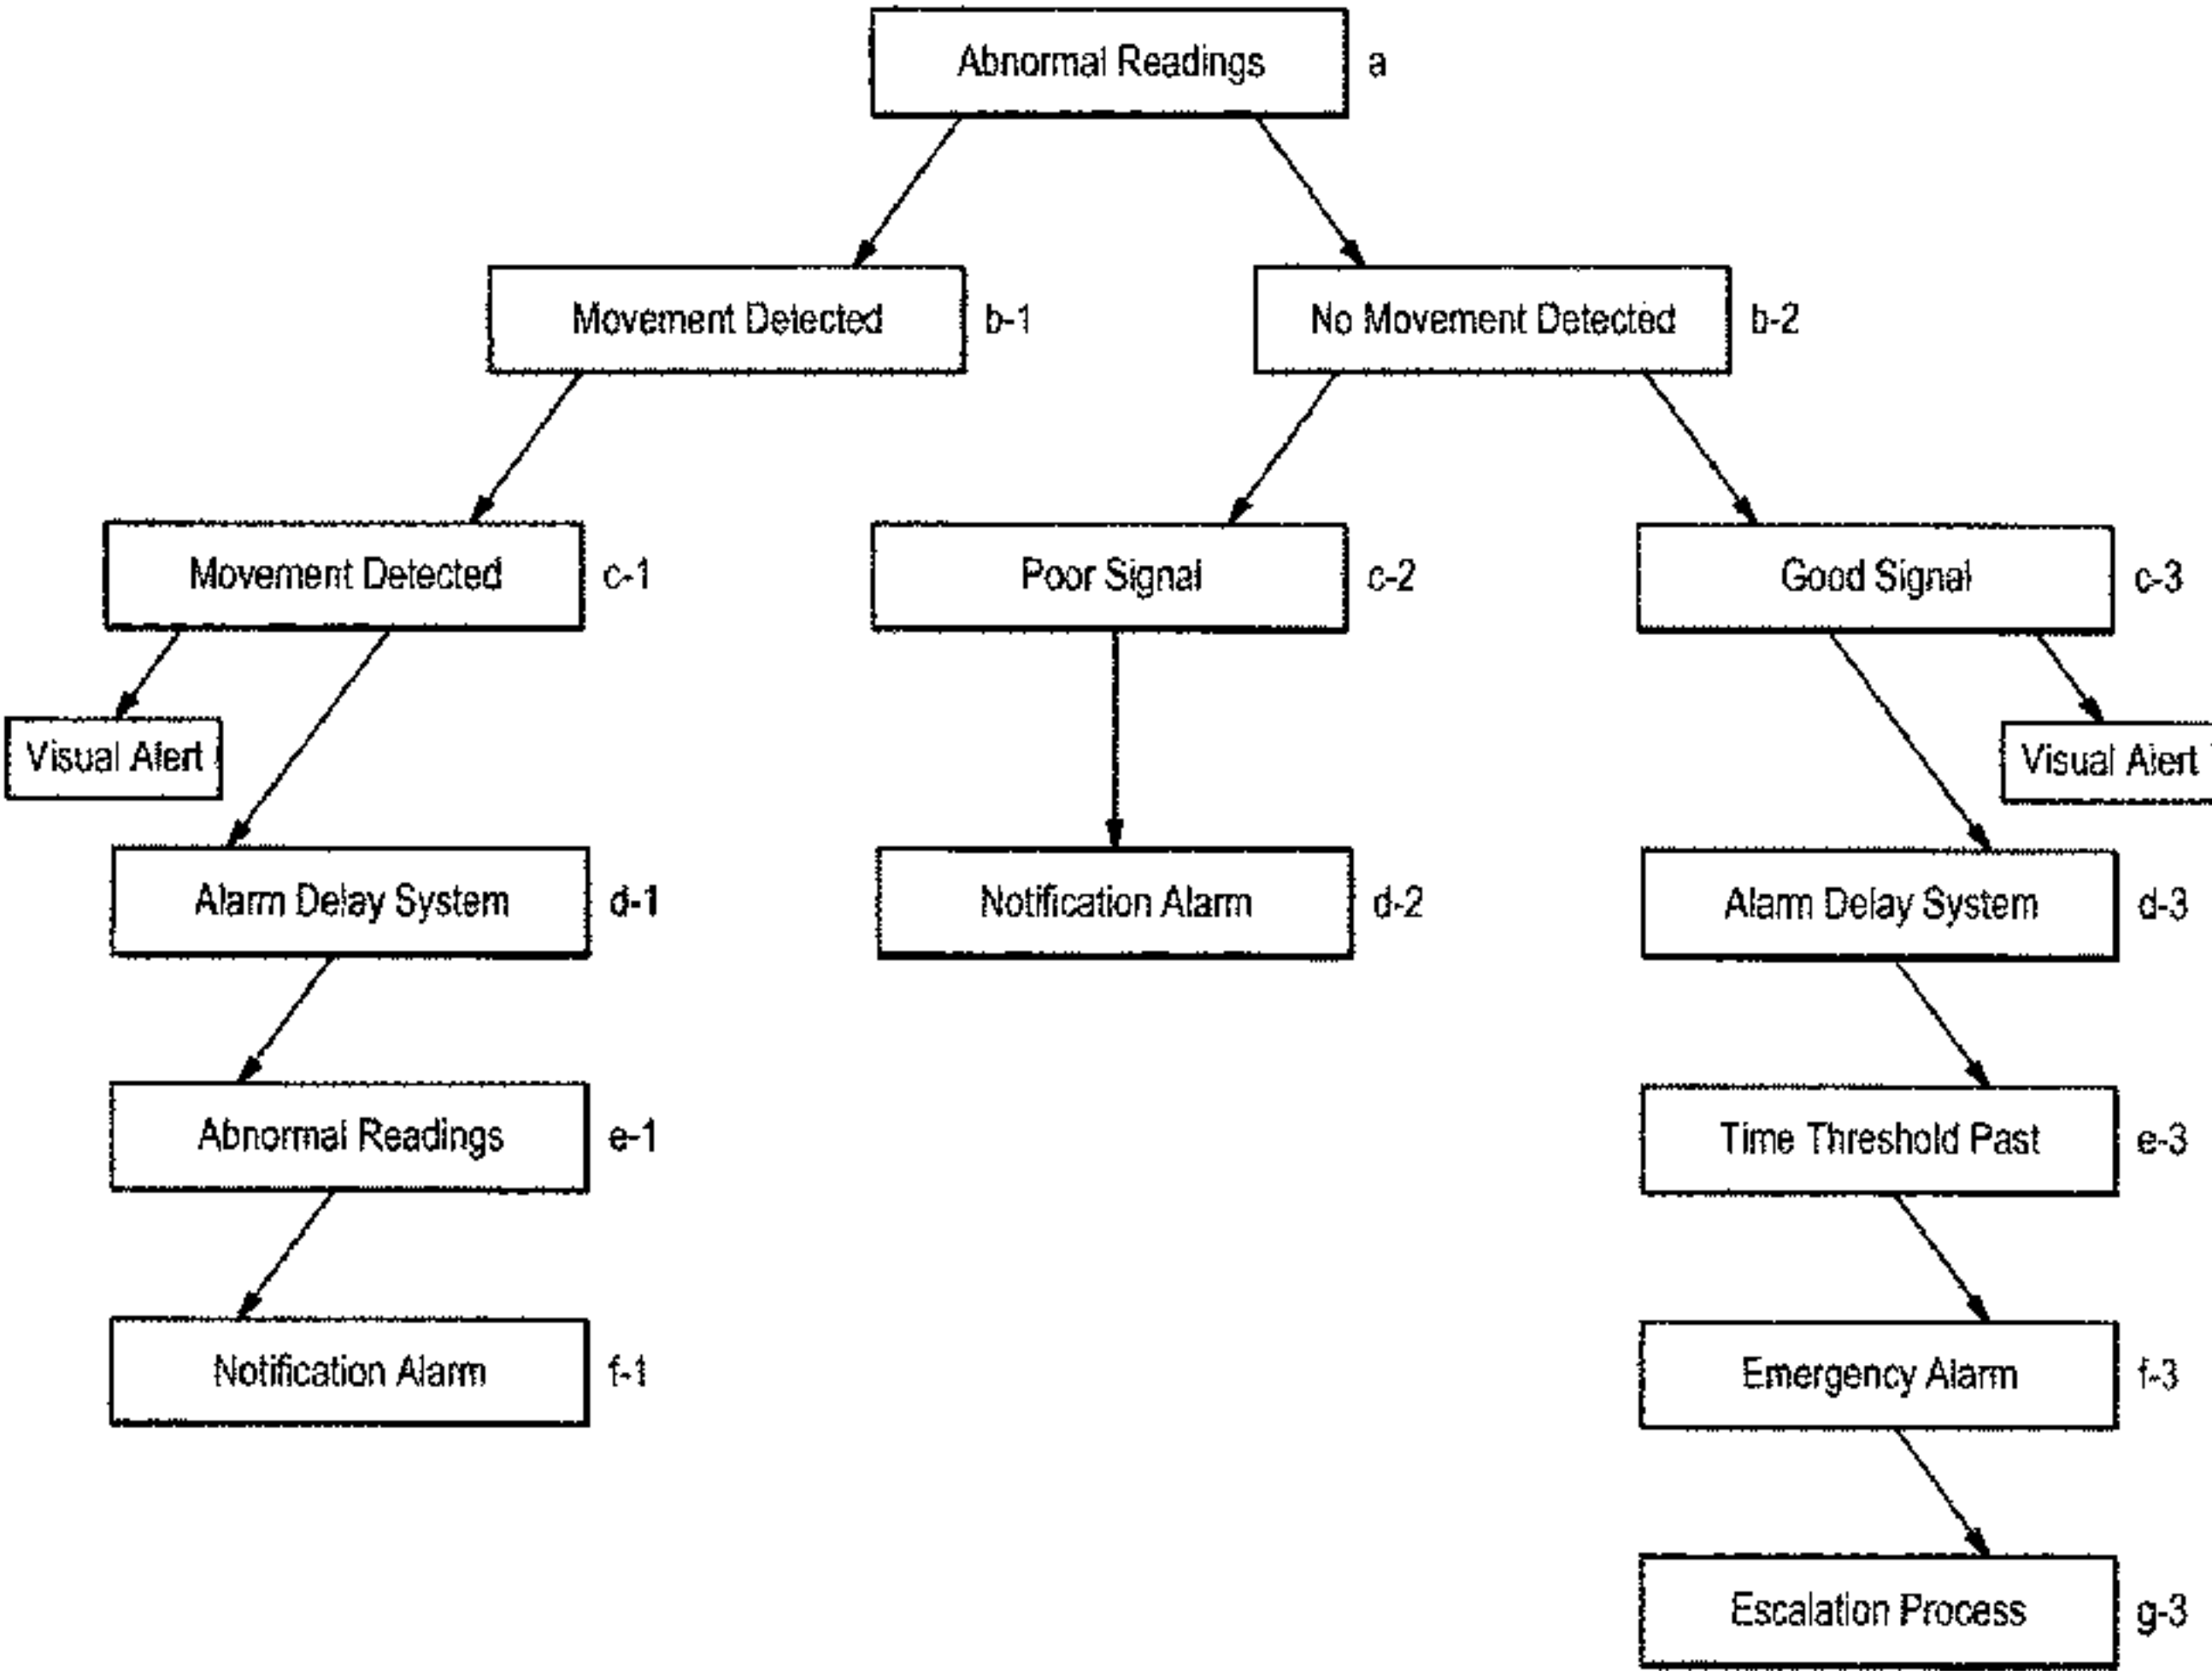 Abnormal Readings a
Movement Detected b-1
No Movement Detected b-2
Movement Detected c-1
Poor Signal c-2
Good Signal c-3
Visual Alert
Visual Alert
Alarm Delay System d-1
Notification Alarm d-2
Alarm Delay System d-3
Abnormal Readings e-1
Time Threshold Past e-3
Notification Alarm f-1
Emergency Alarm f-3
Escalation Process g-3